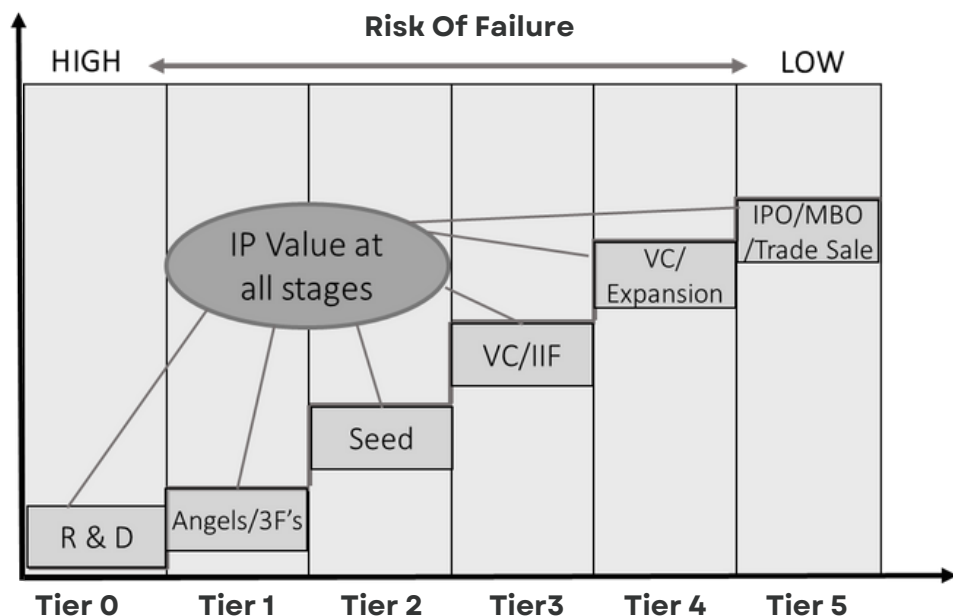 Risk Of Failure
HIGH
LOW
IP Value at
all stages
IPO/MBO
/Trade Sale
VC/
Expansion
VC/IIF
Seed
Angels/3F's
R & D
Tier 0
Tier 1
Tier 2
Tier3
Tier 4
Tier 5